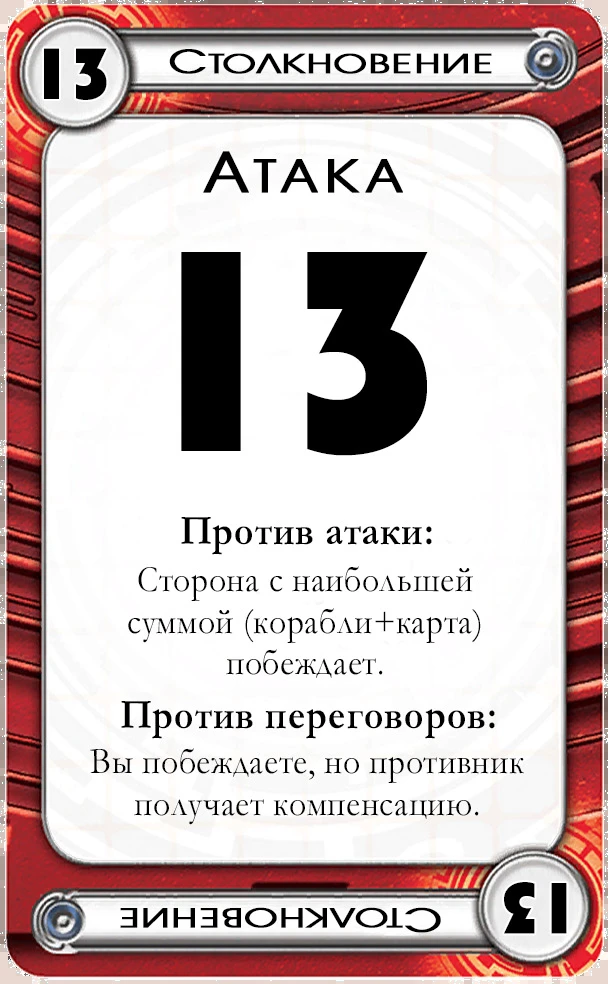 13
Столкновение
Атака
13
Против атаки:
Сторона с наибольшей
суммой (корабли+карта)
побеждает.
Против переговоров:
Вы побеждаете, но противник
получает компенсацию.
Столкновение
13